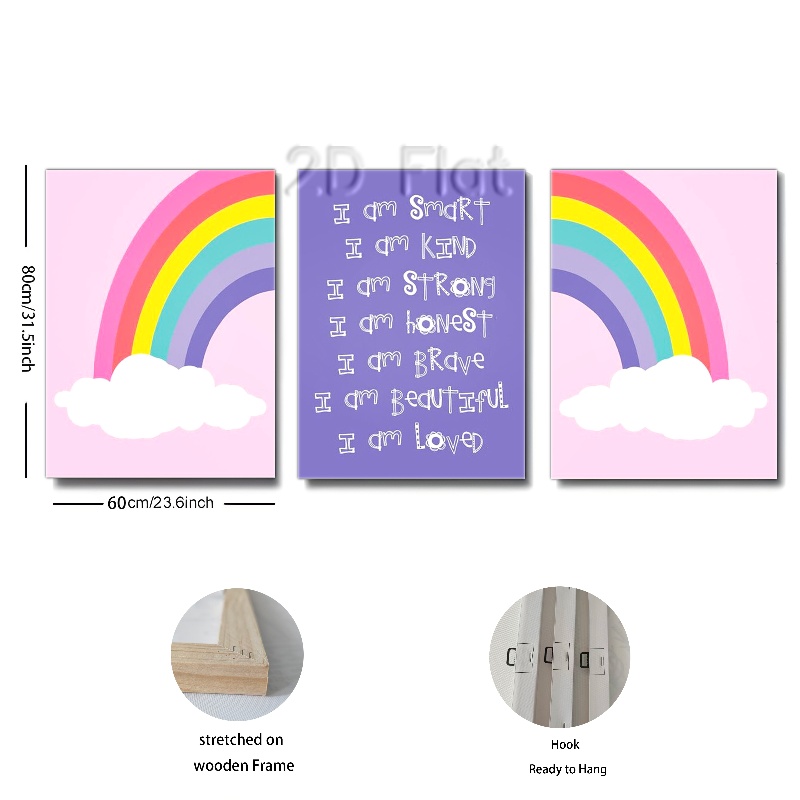 2D Flat
I am SmaRT
I am KIND
I am STRONg
I am hONeST
I am BRave
I am BeaUTIfUL
I am LOVeD
80cm/31.5inch
60cm/23.6inch
stretched on
wooden Frame
Hook
Ready to Hang